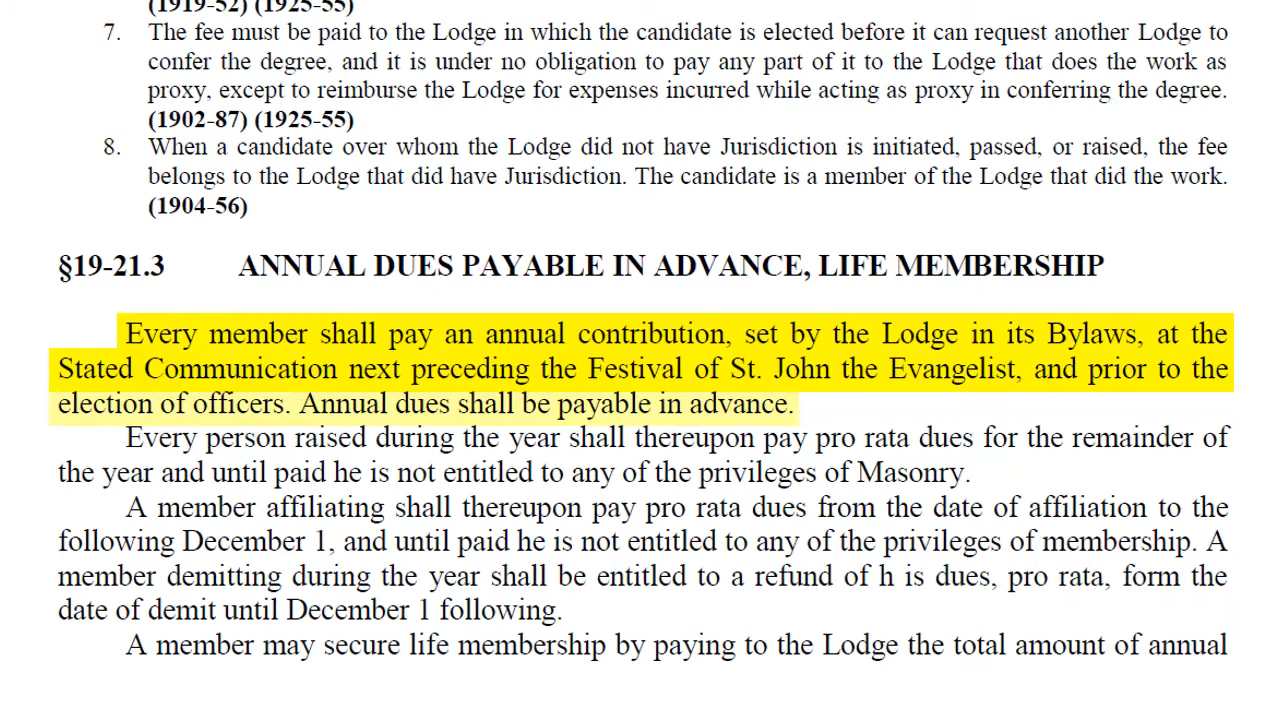 (1919-52) (1925-55)
7. The fee must be paid to the Lodge in which the candidate is elected before it can request another Lodge to
confer the degree, and it is under no obligation to pay any part of it to the Lodge that does the work as
proxy, except to reimburse the Lodge for expenses incurred while acting as proxy in conferring the degree.
(1902-87) (1925-55)
8. When a candidate over whom the Lodge did not have Jurisdiction is initiated, passed, or raised, the fee
belongs to the Lodge that did have Jurisdiction. The candidate is a member of the Lodge that did the work.
(1904-56)
§19-21.3 ANNUAL DUES PAYABLE IN ADVANCE, LIFE MEMBERSHIP
Every member shall pay an annual contribution, set by the Lodge in its Bylaws, at the
Stated Communication next preceding the Festival of St. John the Evangelist, and prior to the
election of officers. Annual dues shall be payable in advance.
Every person raised during the year shall thereupon pay pro rata dues for the remainder of
the year and until paid he is not entitled to any of the privileges of Masonry.
A member affiliating shall thereupon pay pro rata dues from the date of affiliation to the
following December 1, and until paid he is not entitled to any of the privileges of membership. A
member demitting during the year shall be entitled to a refund of h is dues, pro rata, form the
date of demit until December 1 following.
A member may secure life membership by paying to the Lodge the total amount of annual